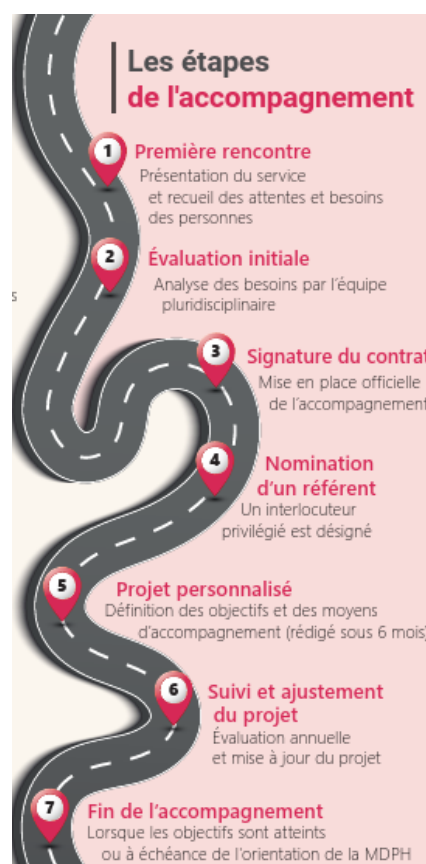 Les étapes
de l'accompagnement
1
Première rencontre
Présentation du service
et recueil des attentes et besoins
des personnes
2
Évaluation initiale
Analyse des besoins par l'équipe
pluridisciplinaire
s
3
Signature du contrat
Mise en place officielle
de l'accompagnement
4
Nomination
d'un référent
Un interlocuteur
privilégié est désigné
5
Projet personnalisé
Définition des objectifs et des moyens
d'accompagnement (rédigé sous 6 mois)
6
Suivi et ajustement
du projet
Évaluation annuelle
et mise à jour du projet
7
Fin de l'accompagnement
Lorsque les objectifs sont atteints
ou à échéance de l'orientation de la MDPH